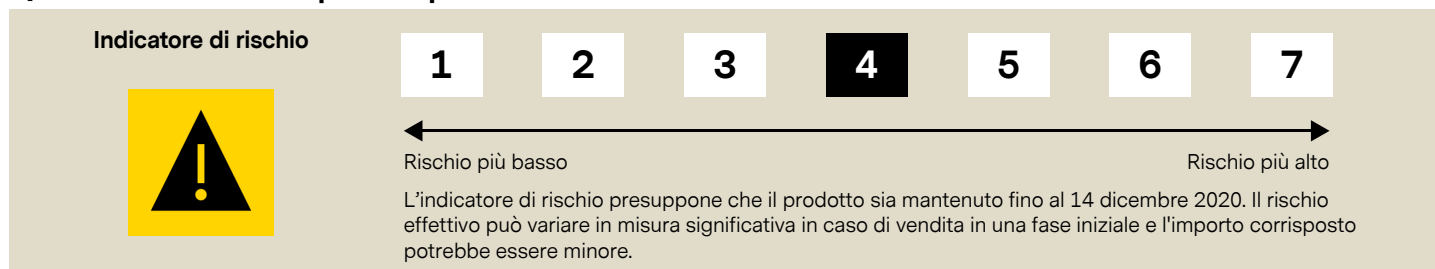 Indicatore di rischio
1 2 3 4 5 6 7
Rischio più basso Rischio più alto
L'indicatore di rischio presuppone che il prodotto sia mantenuto fino al 14 dicembre 2020. Il rischio
effettivo può variare in misura significativa in caso di vendita in una fase iniziale e l'importo corrisposto
potrebbe essere minore.